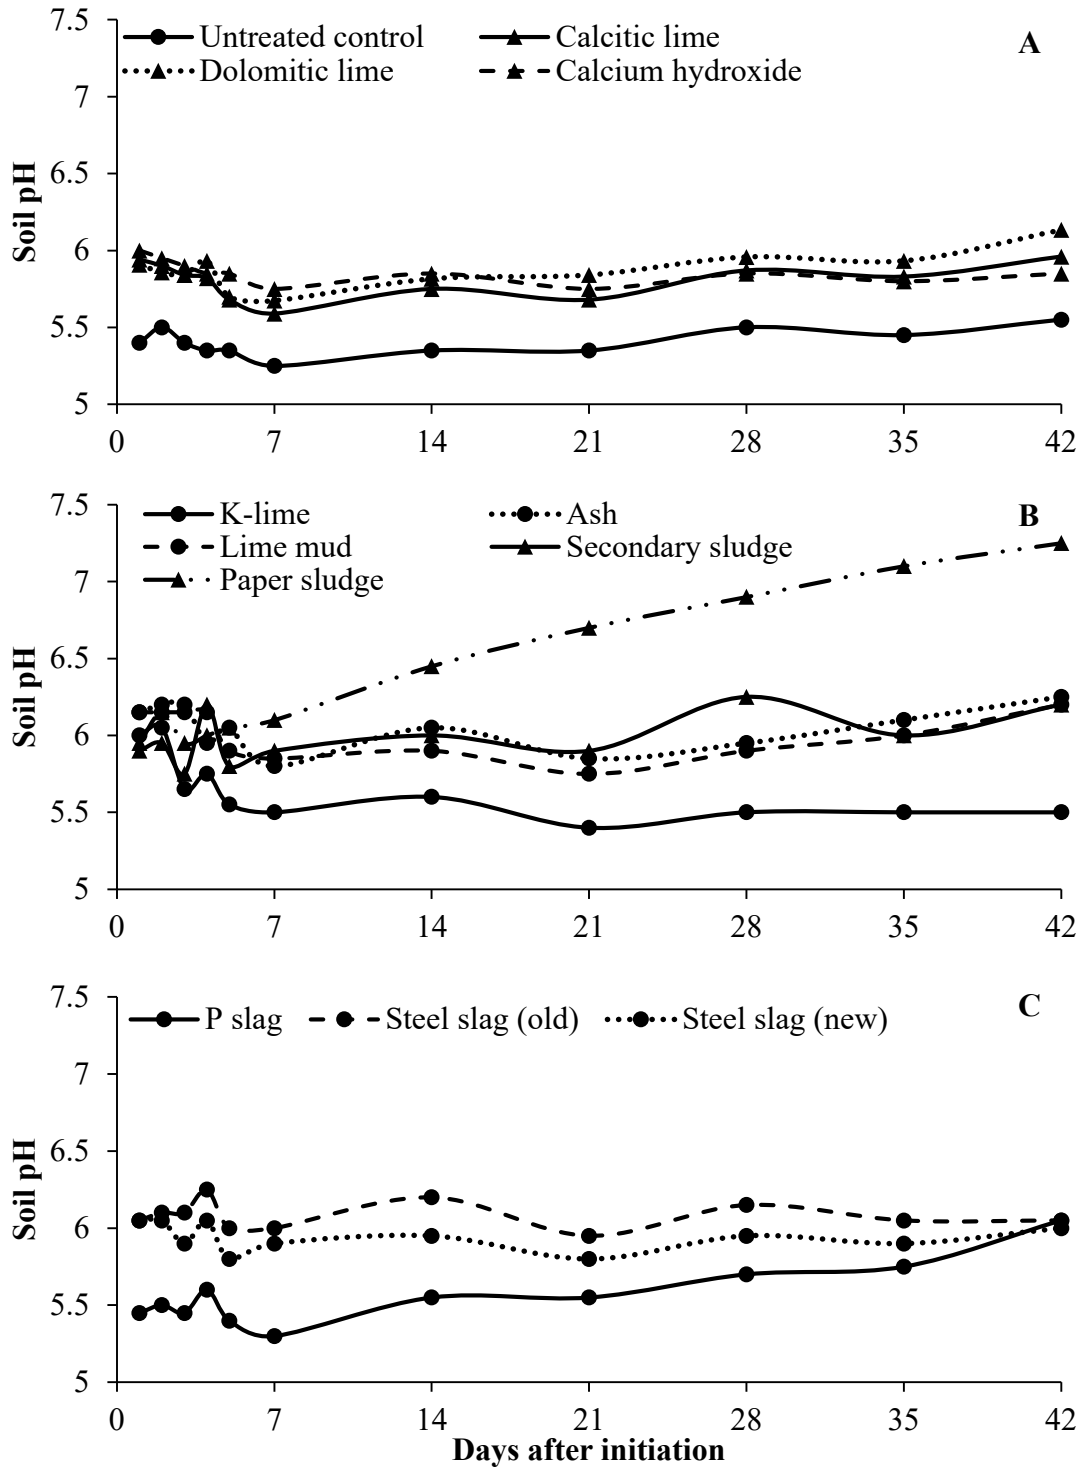 7.5
Untreated control Calcitic lime A
Dolomitic lime Calcium hydroxide
7
6.5
Soil pH
6
5.5
5
0 7 14 21 28 35 42
7.5
K-lime Ash B
Lime mud Secondary sludge
Paper sludge
7
6.5
Soil pH
6
5.5
5
0 7 14 21 28 35 42
7.5
P slag Steel slag (old) Steel slag (new) C
7
6.5
Soil pH
6
5.5
5
0 7 14 21 28 35 42
Days after initiation